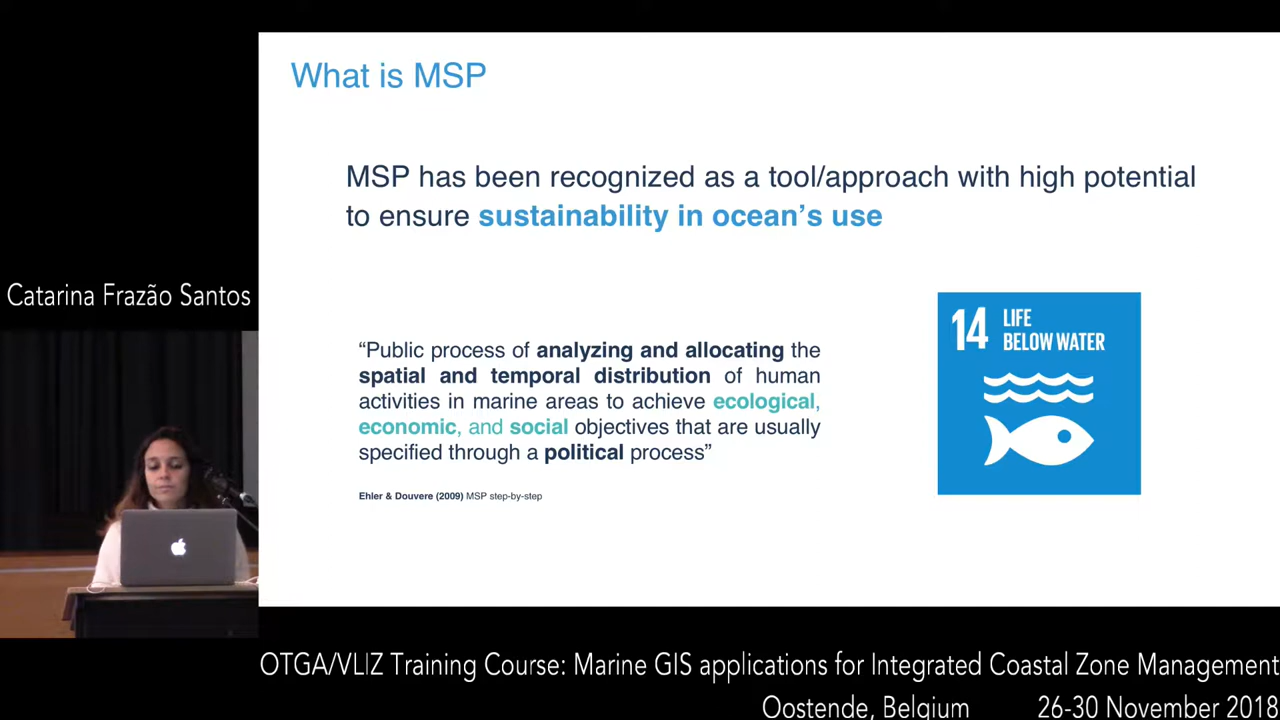 What is MSP
MSP has been recognized as a tool/approach with high potential
to ensure sustainability in ocean's use
Catarina Frazão Santos
14 LIFE
BELOW WATER
“Public process of analyzing and allocating the
spatial and temporal distribution of human
activities in marine areas to achieve ecological,
economic, and social objectives that are usually
specified through a political process”
Ehler & Douvere (2009) MSP step-by-step
OTGA/VLIZ Training Course: Marine GIS applications for Integrated Coastal Zone Management
Oostende, Belgium 26-30 November 2018